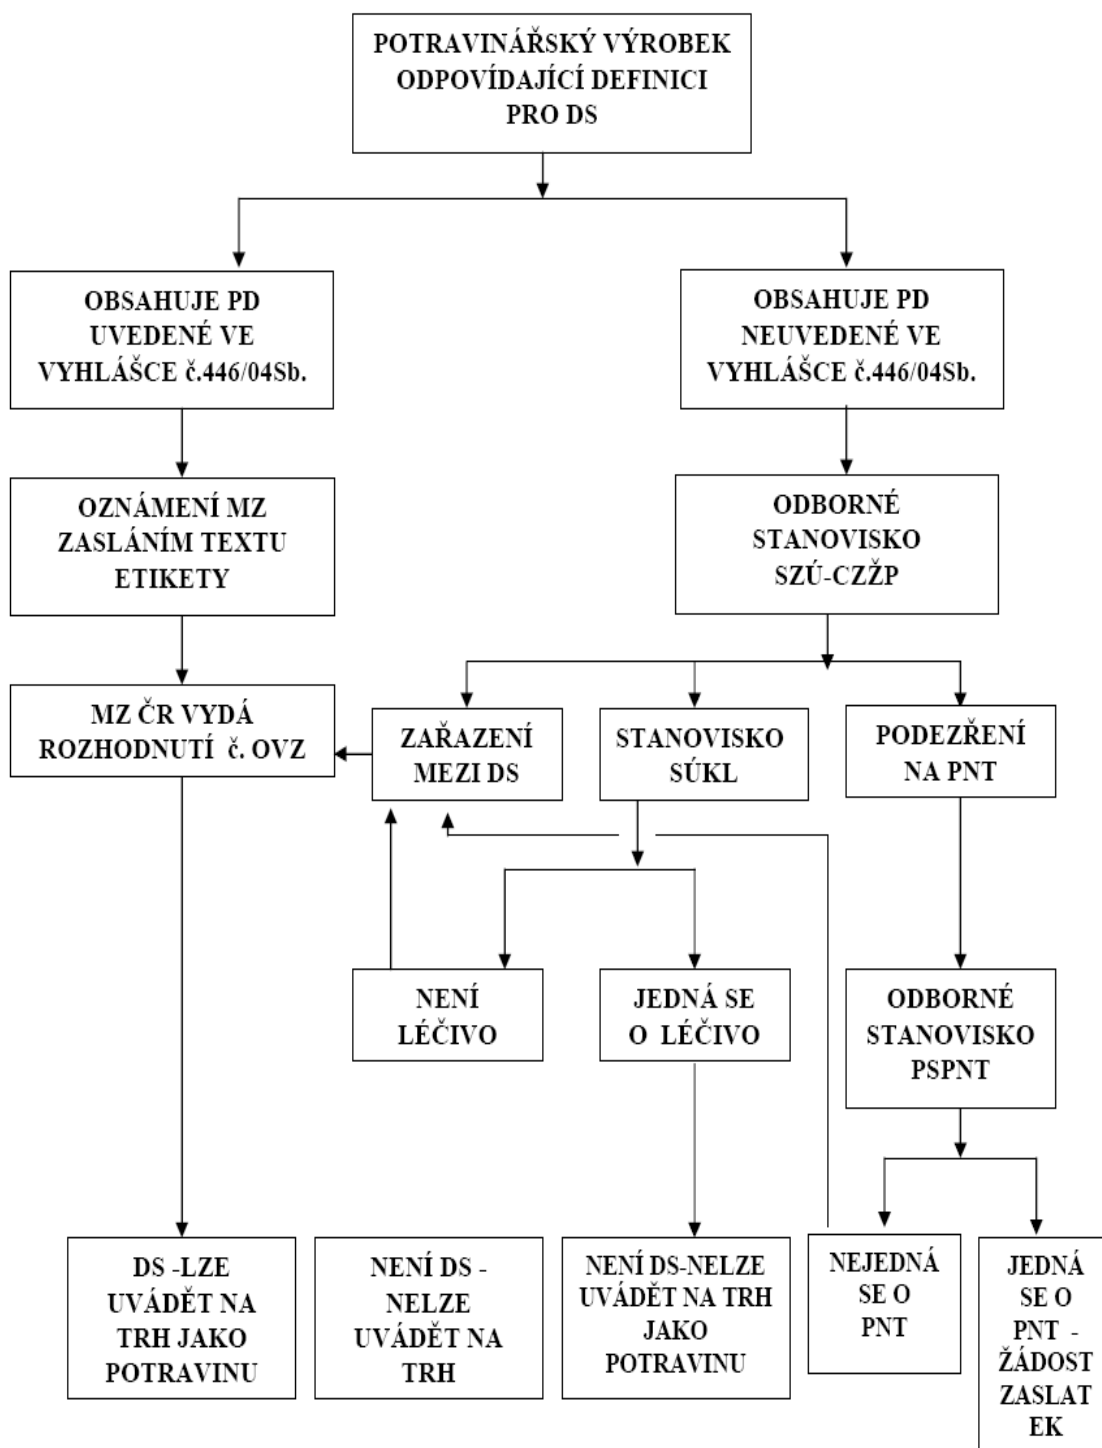 POTRAVINÁŘSKÝ VÝROBEK
ODPOVÍDAJÍCÍ DEFINICI
PRO DS
OBSAHUJE PD
UVEDENÉ VE
VYHLÁŠCE č.446/04Sb.
OBSAHUJE PD
NEUVEDENÉ VE
VYHLÁŠCE č.446/04Sb.
OZNÁMENÍ MZ
ZASLÁNÍM TEXTU
ETIKETY
ODBORNÉ
STANOVISKO
SZÚ-CZŽP
MZ ČR VYDÁ
ROZHODNUTÍ č. OVZ
ZAŘAZENÍ
MEZI DS
STANOVISKO
SÚKL
PODEZŘENÍ
NA PNT
NENÍ
LÉČIVO
JEDNÁ SE
O LÉČIVO
ODBORNÉ
STANOVISKO
PSPNT
DS -LZE
UVÁDĚT NA
TRH JAKO
POTRAVINU
NENÍ DS -
NELZE
UVÁDĚT NA
TRH
NENÍ DS-NELZE
UVÁDĚT NA TRH
JAKO
POTRAVINU
NEJEDNÁ
SE O
PNT
JEDNÁ
SE O
PNT -
ŽÁDOST
ZASLAT
EK